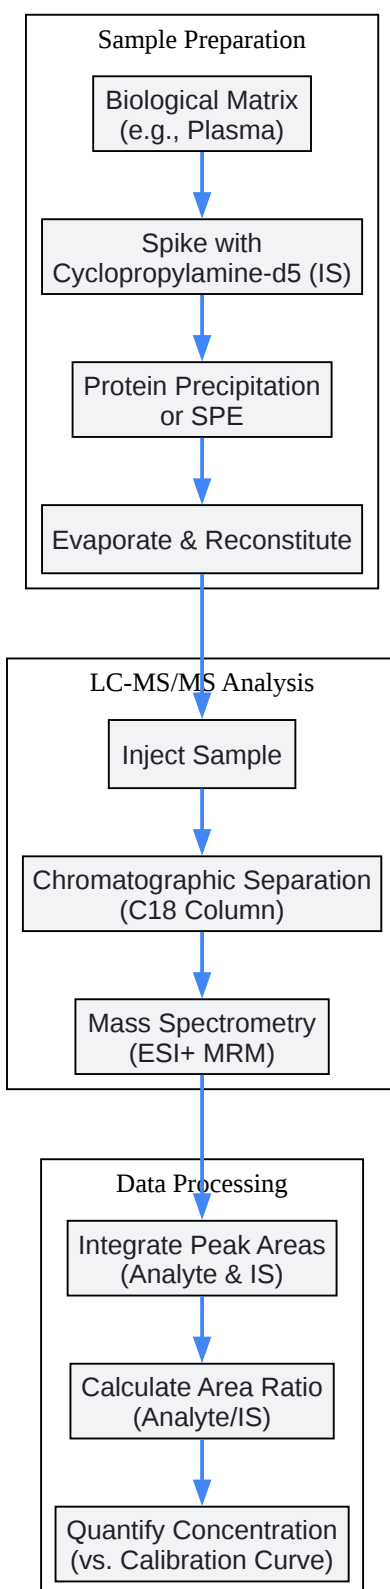 Sample Preparation
Biological Matrix
(e.g., Plasma)
Spike with
Cyclopropylamine-d5 (IS)
Protein Precipitation
or SPE
Evaporate & Reconstitute
LC-MS/MS Analysis
Inject Sample
Chromatographic Separation
(C18 Column)
Mass Spectrometry
(ESI+ MRM)
Data Processing
Integrate Peak Areas
(Analyte & IS)
Calculate Area Ratio
(Analyte/IS)
Quantify Concentration
(vs. Calibration Curve)